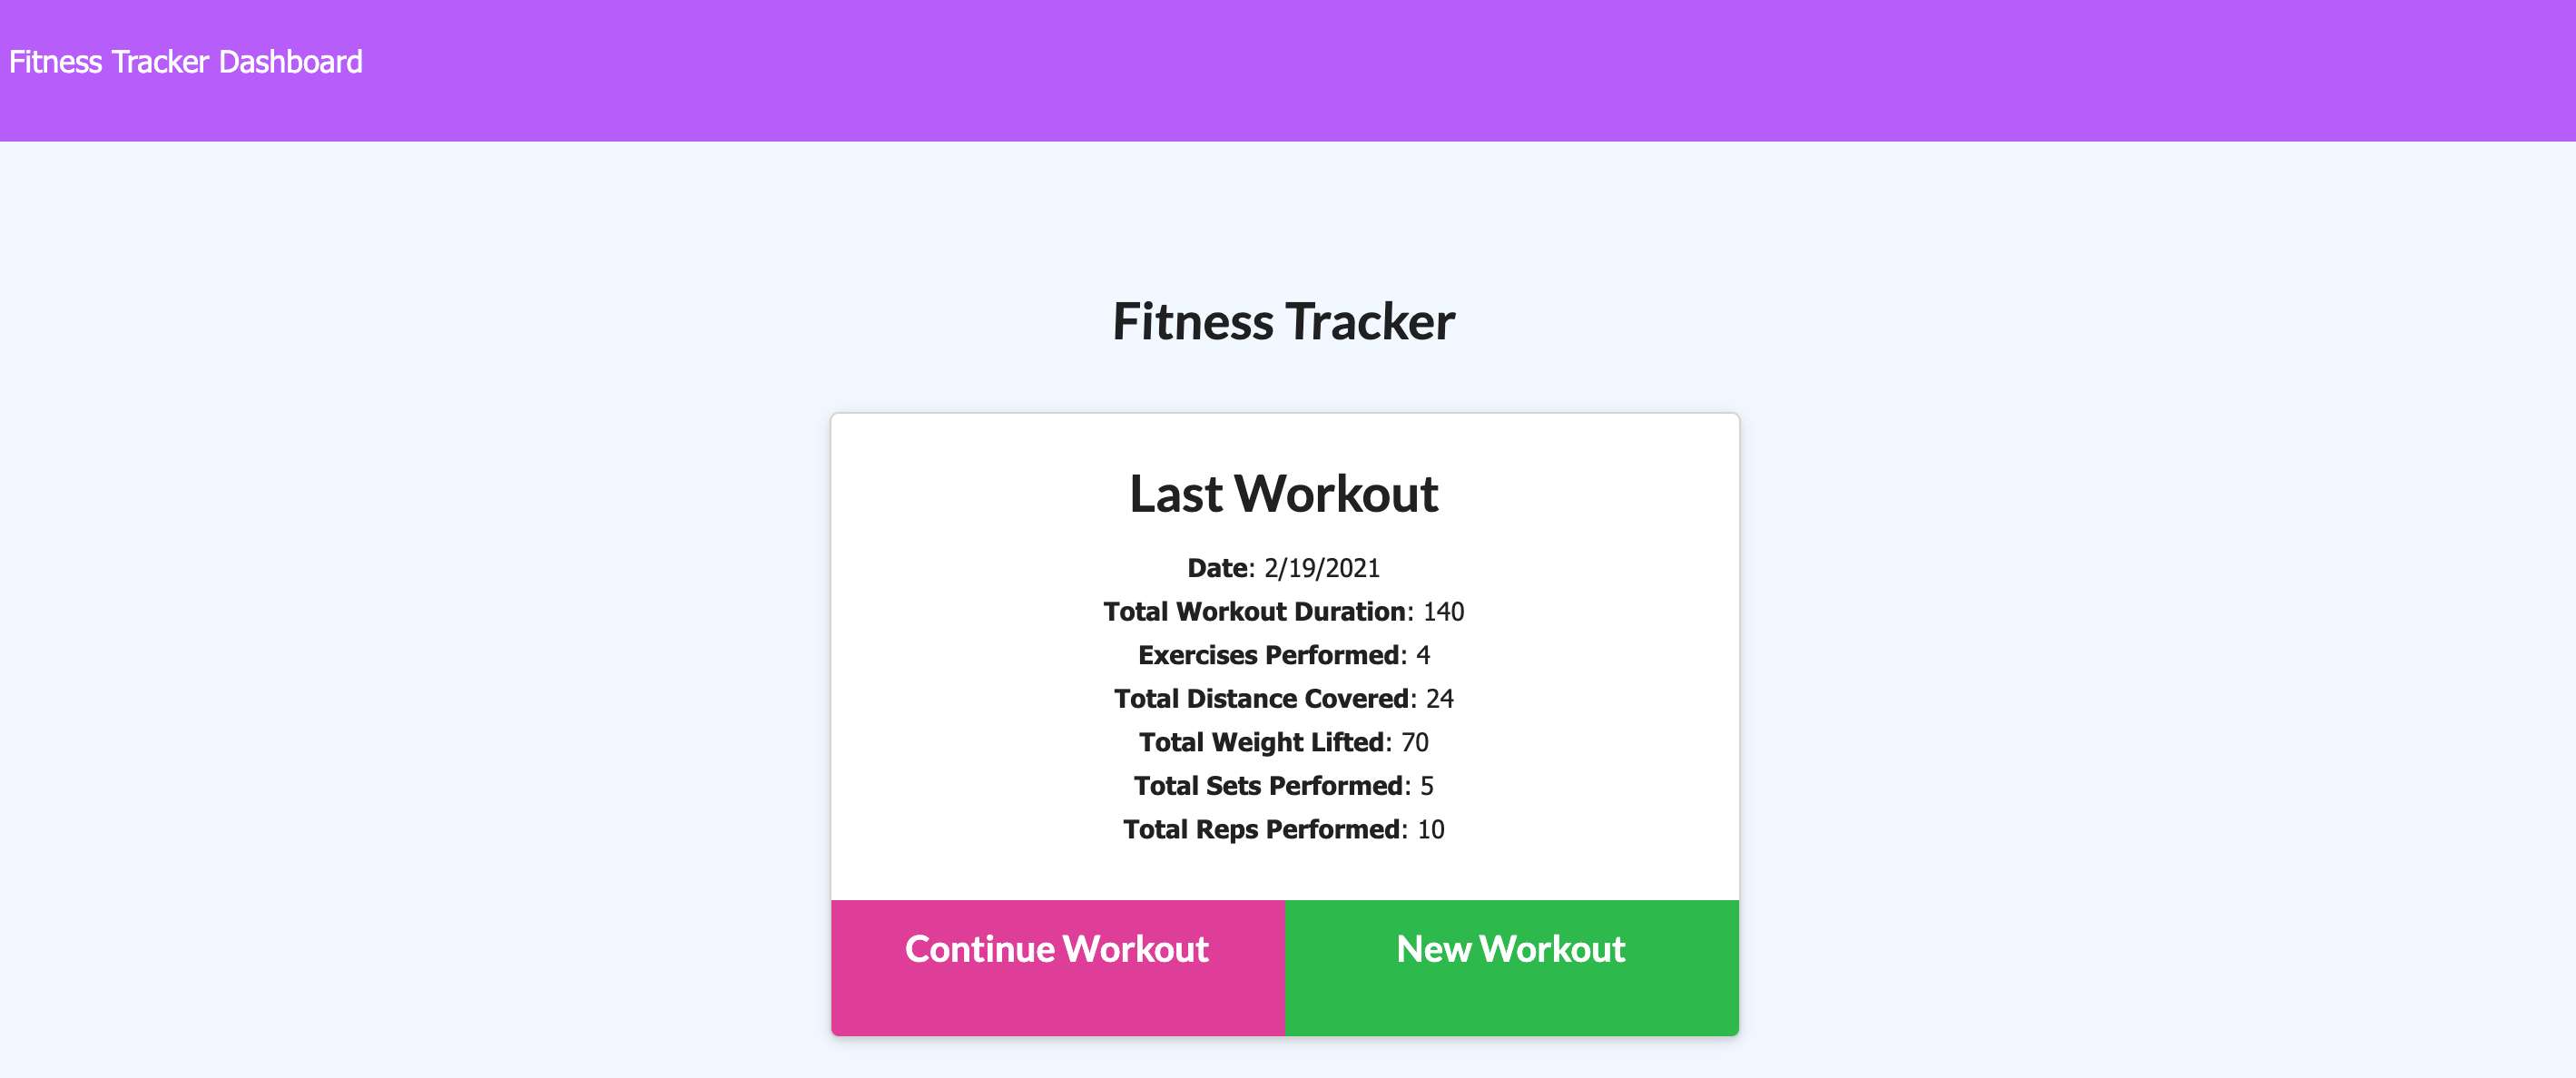 Fitness Tracker Dashboard
Fitness Tracker
Last Workout
Date: 2/19/2021
Total Workout Duration: 140
Exercises Performed: 4
Total Distance Covered: 24
Total Weight Lifted: 70
Total Sets Performed: 5
Total Reps Performed: 10
Continue Workout New Workout